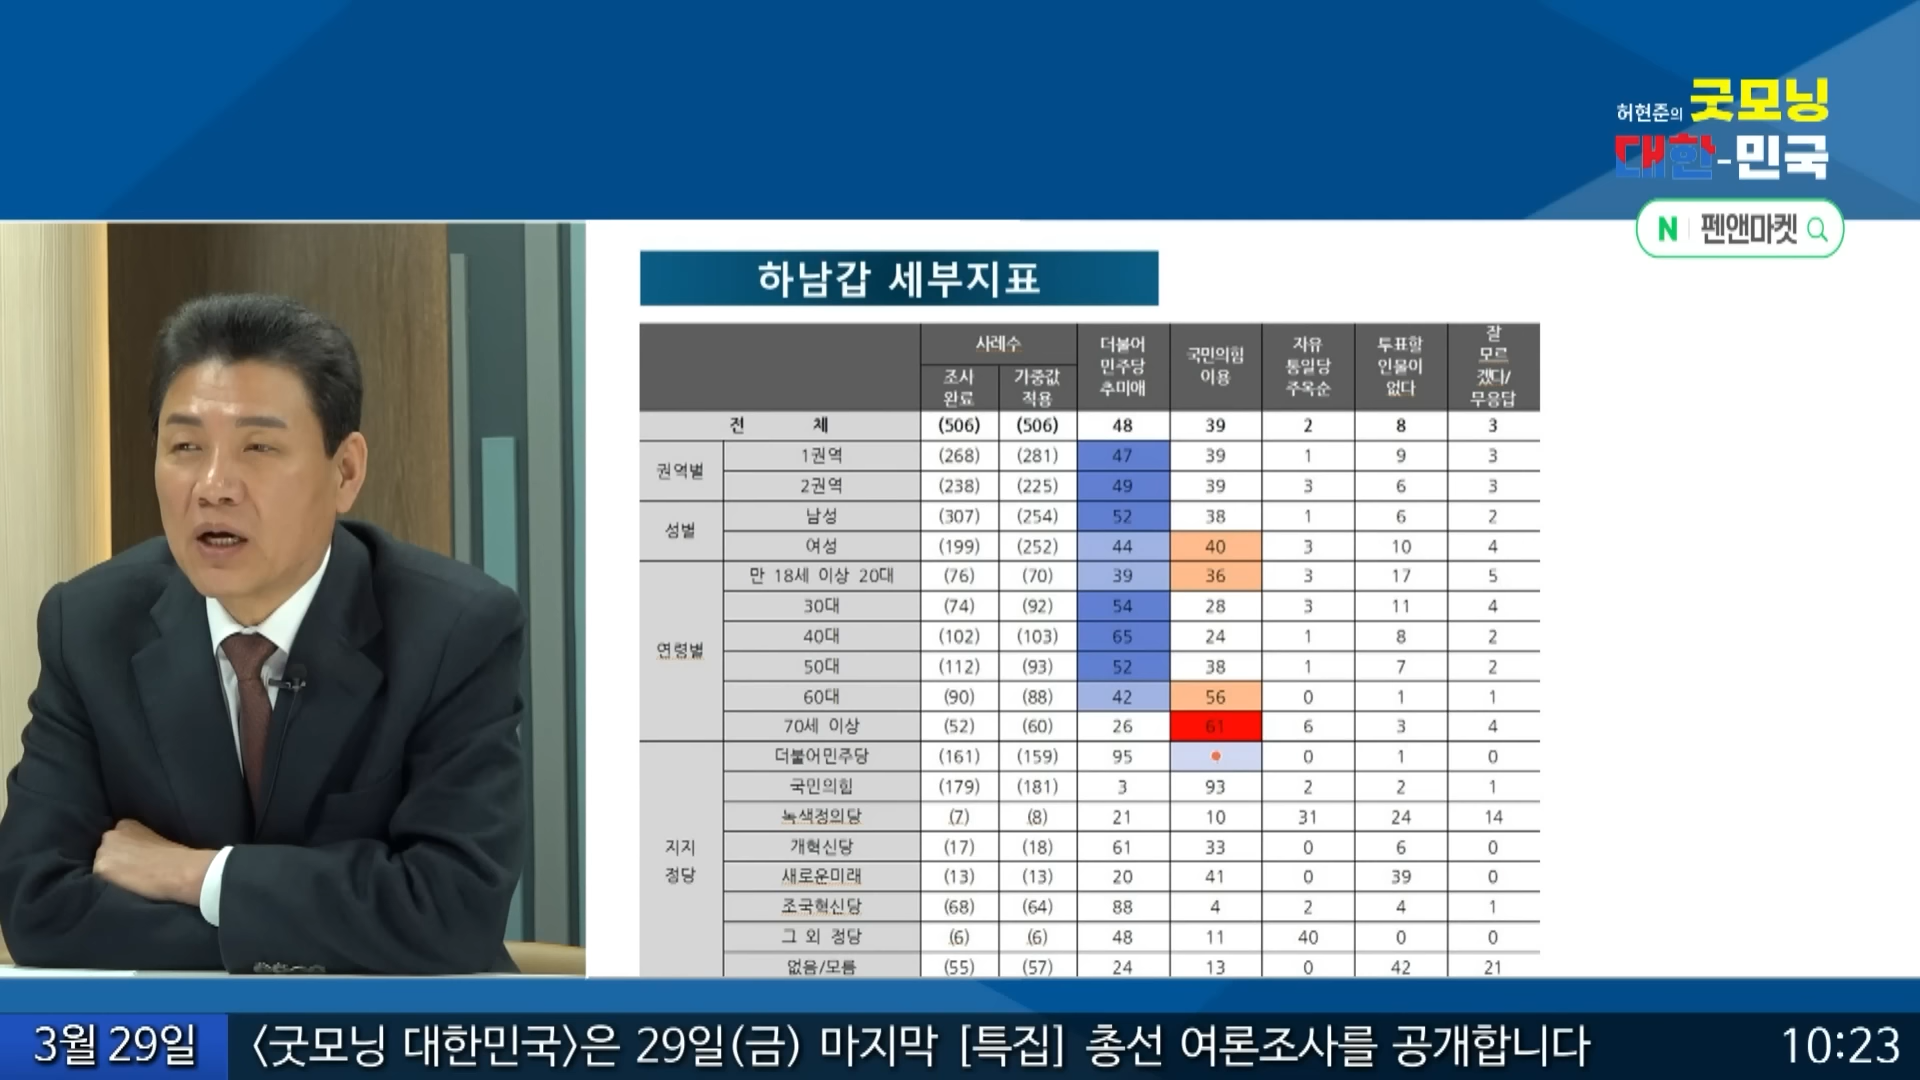 허현준의 굿모닝
대한-민국
N 펜앤마켓
하남갑 세부지표
사례수
조사 완료
가중값 적용
더불어 민주당 추미애
국민의힘 이용
자유 통일당 주옥순
투표할 인물이 없다
잘 모르겠다/무응답
전 체 (506) (506) 48 39 2 8 3
권역별
1권역 (268) (281) 47 39 1 9 3
2권역 (238) (225) 49 39 3 6 3
성별
남성 (307) (254) 52 38 1 6 2
여성 (199) (252) 44 40 3 10 4
연령별
만 18세 이상 20대 (76) (70) 39 36 3 17 5
30대 (74) (92) 54 28 3 11 4
40대 (102) (103) 65 24 1 8 2
50대 (112) (93) 52 38 1 7 2
60대 (90) (88) 42 56 0 1 1
70세 이상 (52) (60) 26 61 6 3 4
지지 정당
더불어민주당 (161) (159) 95 0 1 0
국민의힘 (179) (181) 3 93 2 2 1
녹색정의당 (7) (8) 21 10 31 24 14
개혁신당 (17) (18) 61 33 0 6 0
새로운미래 (13) (13) 20 41 0 39 0
조국혁신당 (68) (64) 88 4 2 4 1
그 외 정당 (6) (6) 48 11 40 0 0
없음/모름 (55) (57) 24 13 0 42 21
3월 29일
〈굿모닝 대한민국〉은 29일(금) 마지막 [특집] 총선 여론조사를 공개합니다
10:23